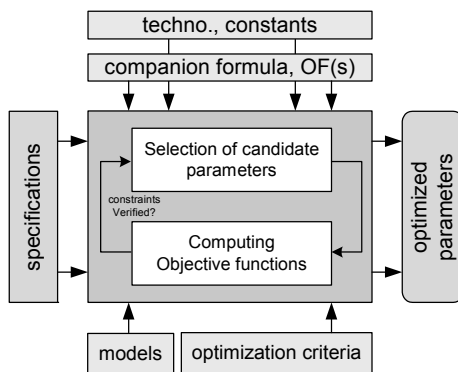 techno., constants
companion formula, OF(s)
specifications
Selection of candidate
parameters
constraints
Verified?
Computing
Objective functions
optimized
parameters
models
optimization criteria